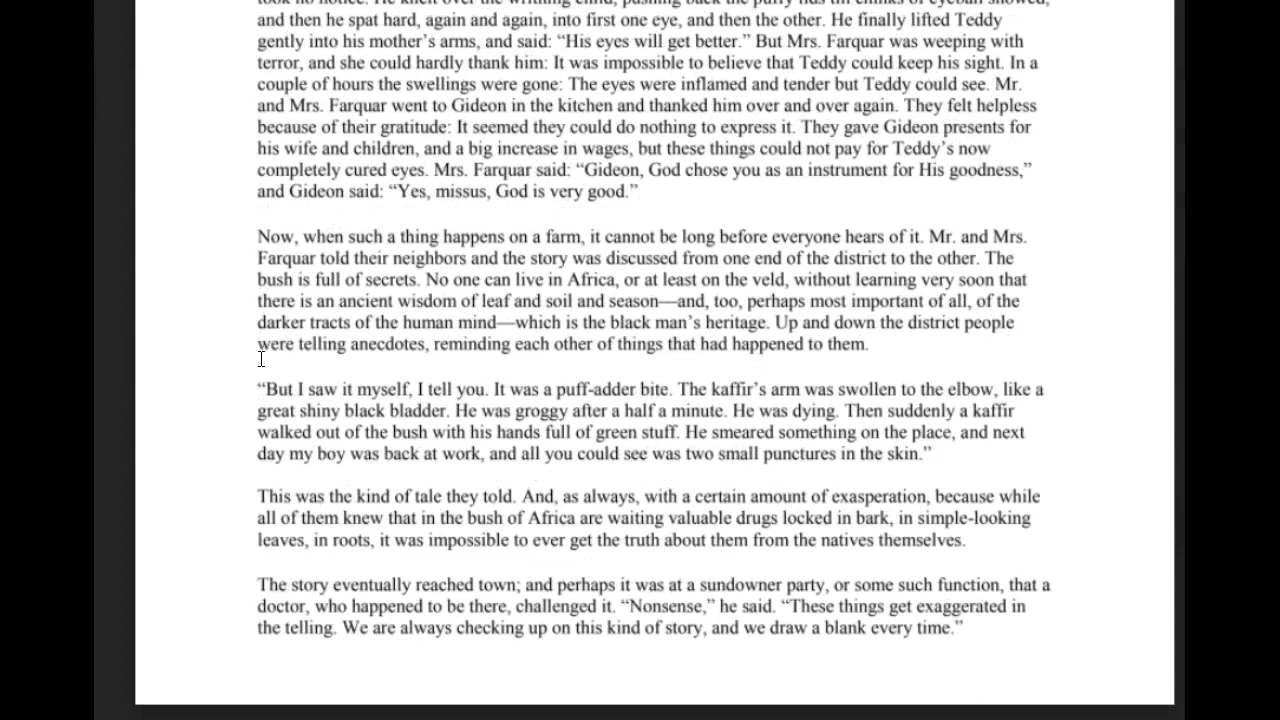 and then he spat hard, again and again, into first one eye, and then the other. He finally lifted Teddy
gently into his mother’s arms, and said: “His eyes will get better.” But Mrs. Farquar was weeping with
terror, and she could hardly thank him: It was impossible to believe that Teddy could keep his sight. In a
couple of hours the swellings were gone: The eyes were inflamed and tender but Teddy could see. Mr.
and Mrs. Farquar went to Gideon in the kitchen and thanked him over and over again. They felt helpless
because of their gratitude: It seemed they could do nothing to express it. They gave Gideon presents for
his wife and children, and a big increase in wages, but these things could not pay for Teddy’s now
completely cured eyes. Mrs. Farquar said: “Gideon, God chose you as an instrument for His goodness,”
and Gideon said: “Yes, missus, God is very good.”
Now, when such a thing happens on a farm, it cannot be long before everyone hears of it. Mr. and Mrs.
Farquar told their neighbors and the story was discussed from one end of the district to the other. The
bush is full of secrets. No one can live in Africa, or at least on the veld, without learning very soon that
there is an ancient wisdom of leaf and soil and season—and, too, perhaps most important of all, of the
darker tracts of the human mind—which is the black man’s heritage. Up and down the district people
were telling anecdotes, reminding each other of things that had happened to them.
“But I saw it myself, I tell you. It was a puff-adder bite. The kaffir’s arm was swollen to the elbow, like a
great shiny black bladder. He was groggy after a half a minute. He was dying. Then suddenly a kaffir
walked out of the bush with his hands full of green stuff. He smeared something on the place, and next
day my boy was back at work, and all you could see was two small punctures in the skin.”
This was the kind of tale they told. And, as always, with a certain amount of exasperation, because while
all of them knew that in the bush of Africa are waiting valuable drugs locked in bark, in simple-looking
leaves, in roots, it was impossible to ever get the truth about them from the natives themselves.
The story eventually reached town; and perhaps it was at a sundowner party, or some such function, that a
doctor, who happened to be there, challenged it. “Nonsense,” he said. “These things get exaggerated in
the telling. We are always checking up on this kind of story, and we draw a blank every time.”